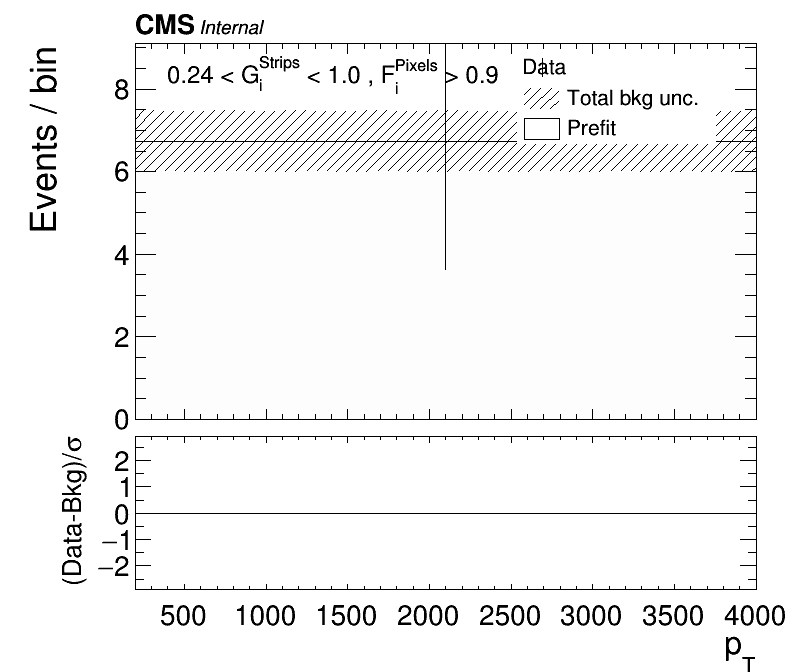 CMS Internal
Events / bin
0.24 < G_i^Strips < 1.0 , F_i^Pixels > 0.9
Data
Total bkg unc.
Prefit
8
6
4
2
0
(Data-Bkg)/σ
2
1
0
−1
−2
500 1000 1500 2000 2500 3000 3500 4000
p_T